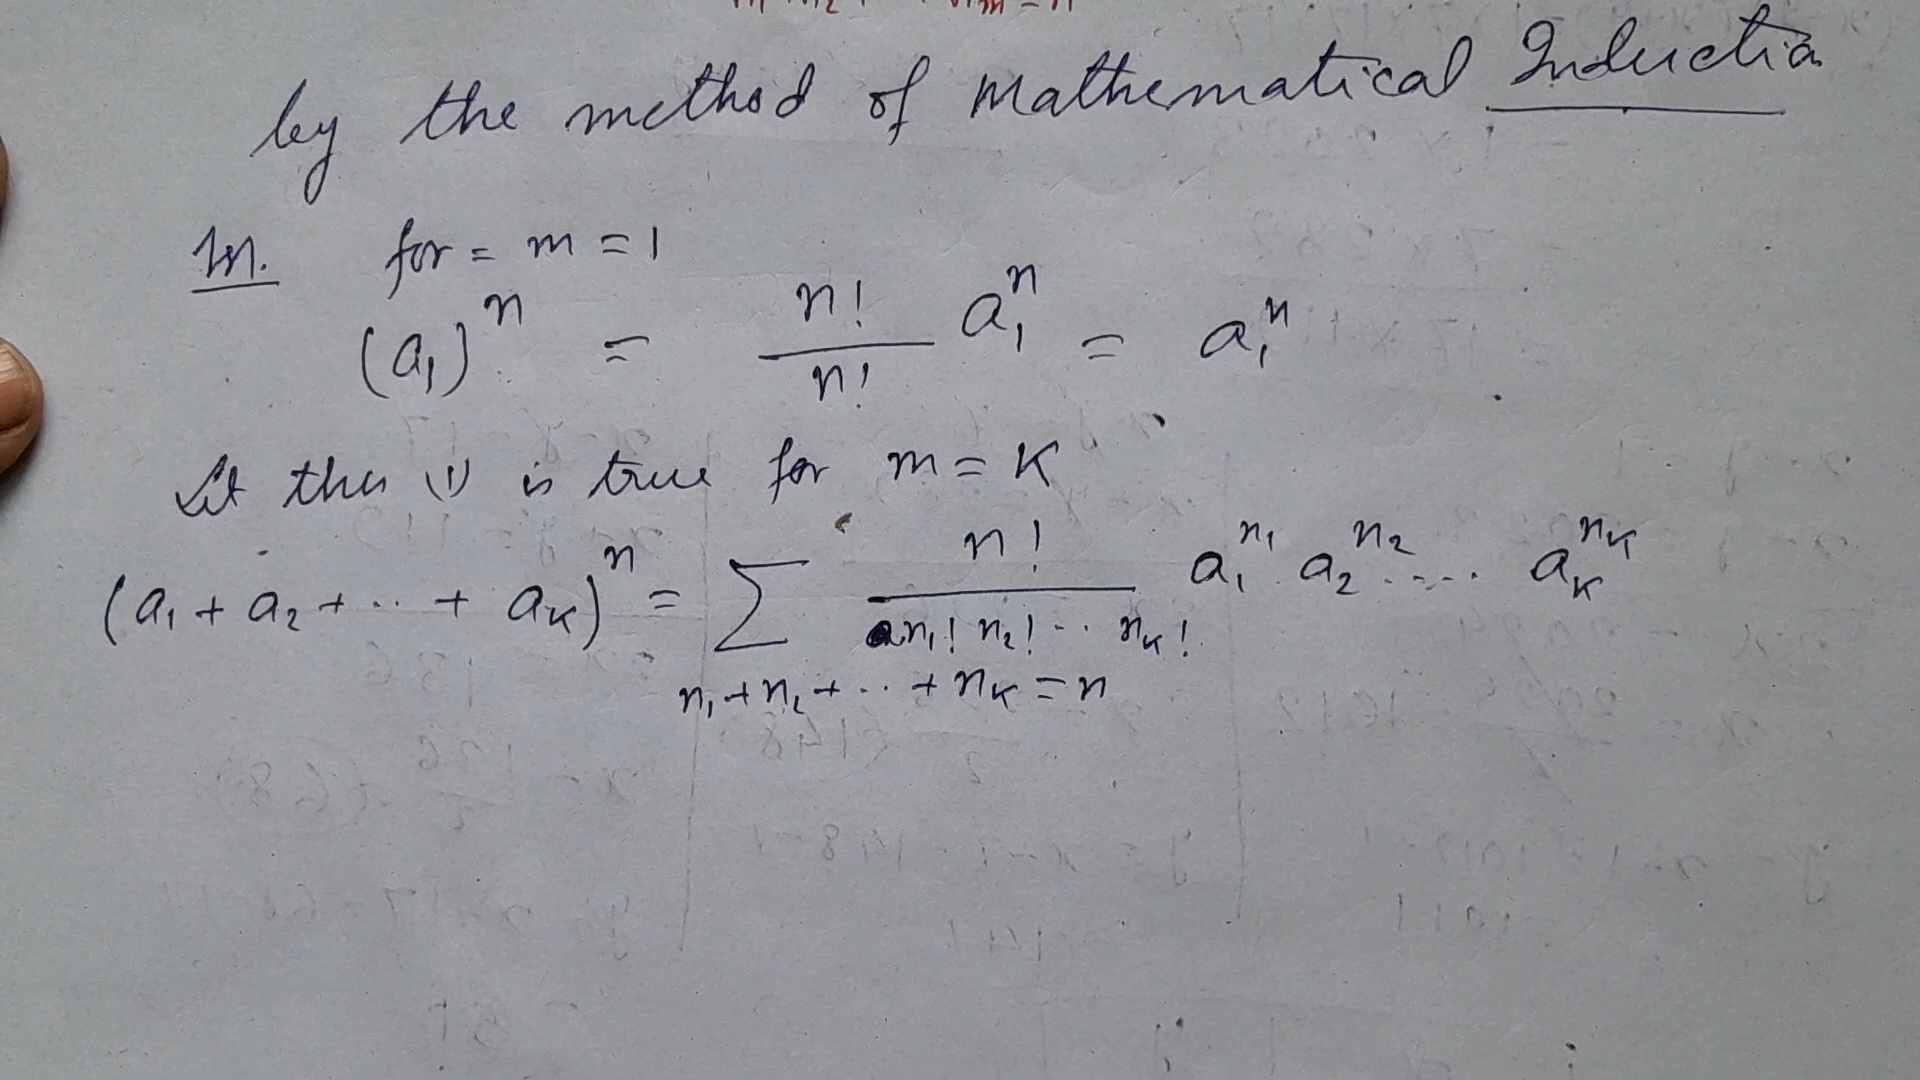 by the method of Mathematical Inductio
for = m = 1
(a₁)ⁿ = n!/n! a₁ⁿ = a₁ⁿ
Let this (1) is true for m = K
(a₁ + a₂ + .. + aₖ)ⁿ = Σ n!/(n₁! n₂! .. nₖ!) a₁^n₁ . a₂^n₂ .... aₖ^nₖ
n₁ + n₂ + .. + nₖ = n